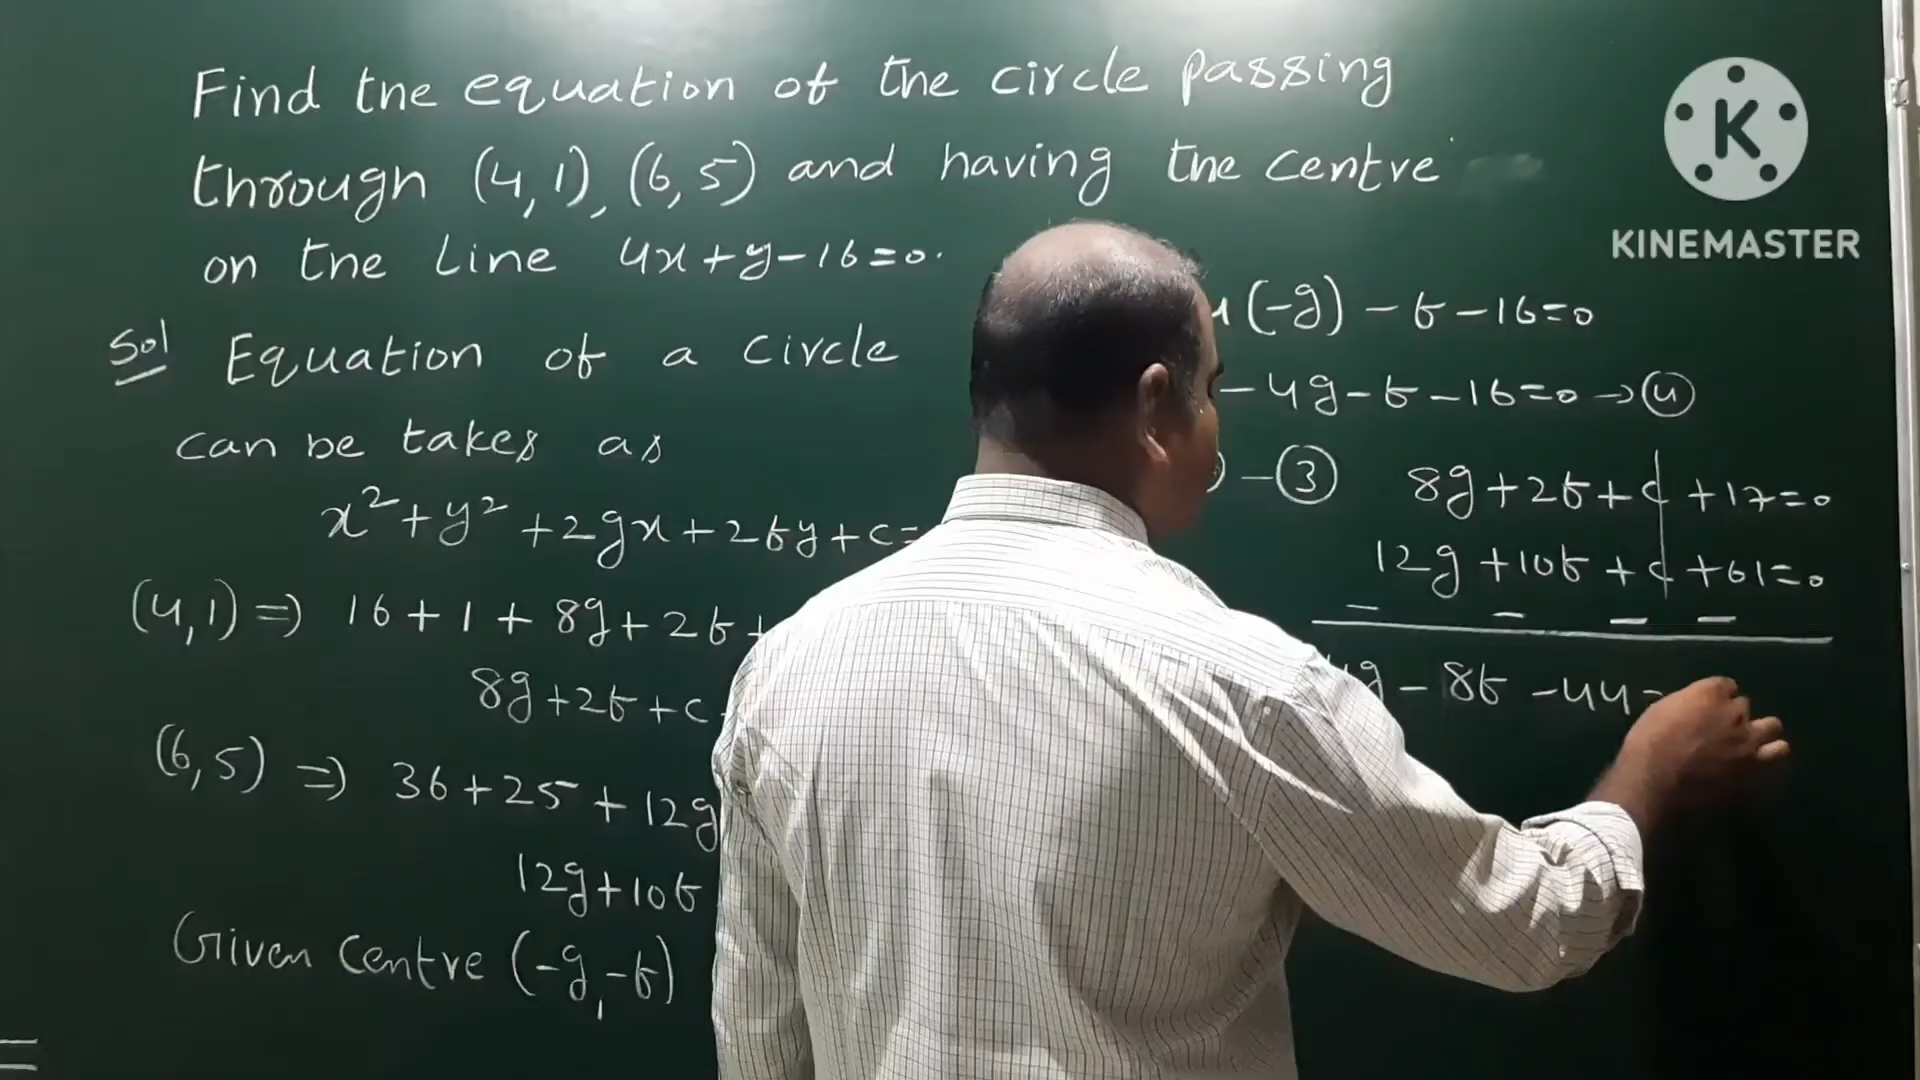 Find the equation of the circle passing
through (4,1), (6,5) and having the centre
on the Line 4x+y-16=0.
Sol Equation of a circle
can be takes as
x²+y²+2gx+2fy+c=
(4,1) => 16+1+8g+2f+
8g+2f+c
(6,5) => 36+25+12g
12g+10f
Given Centre (-g,-f)
(-g)-f-16=0
-4g-f-16=0 → ④
-③ 8g+2f+c+17=0
12g+10f+c+61=0
- - - -
g-8f-44=
K
KINEMASTER